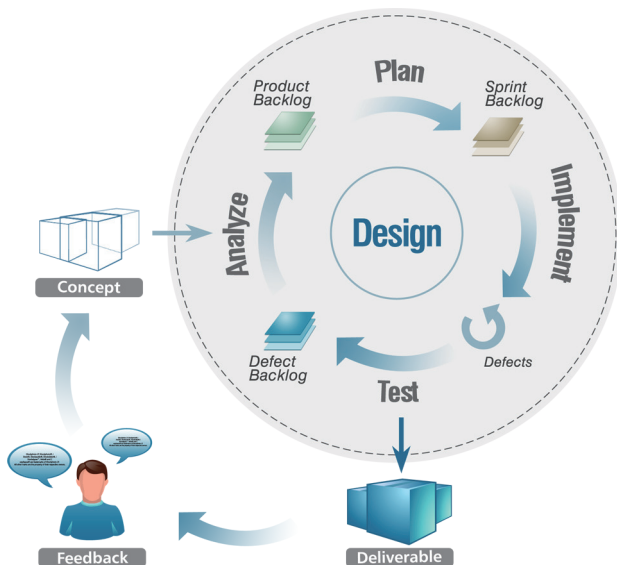 Plan
Product
Backlog
Sprint
Backlog
Analyze
Design
Implement
Concept
Defect
Backlog
Defects
Test
Feedback
Deliverable